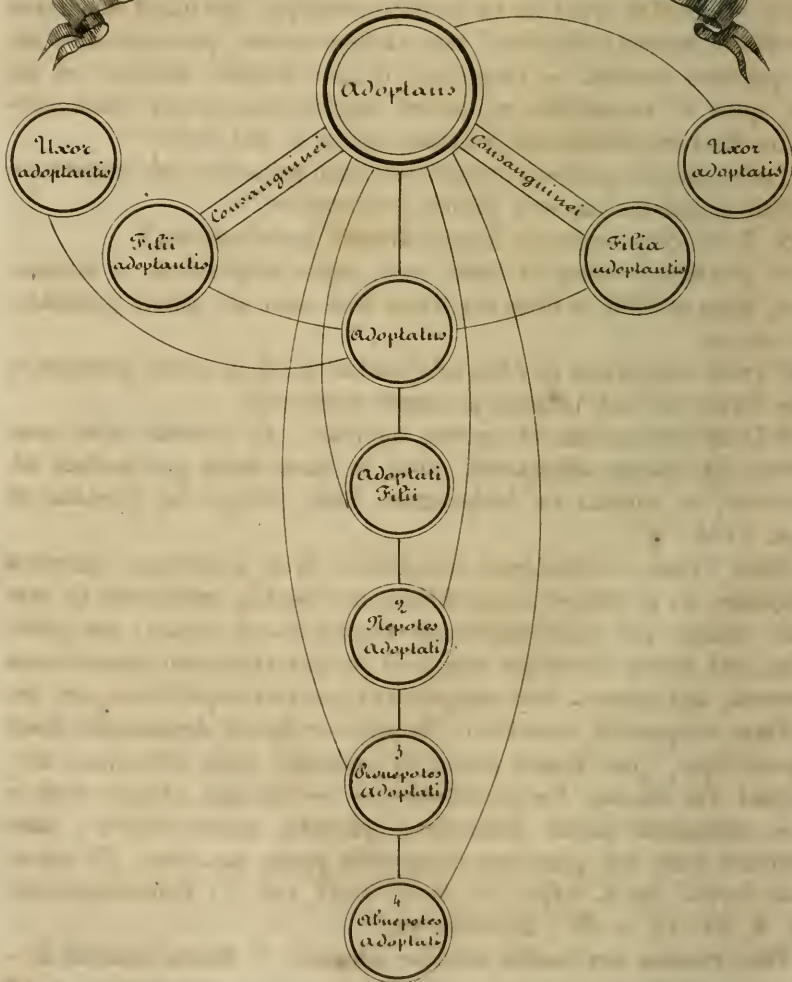 Adoptans
Uxor
adoptantis
Consanguinei
Consanguinei
Uxor
adoptatis
Filii
adoptantis
Filia
adoptantis
Adoptatus
Adoptati
Filii
2
Nepotes
Adoptati
3
Pronepotes
Adoptati
4
Abnepotes
Adoptati